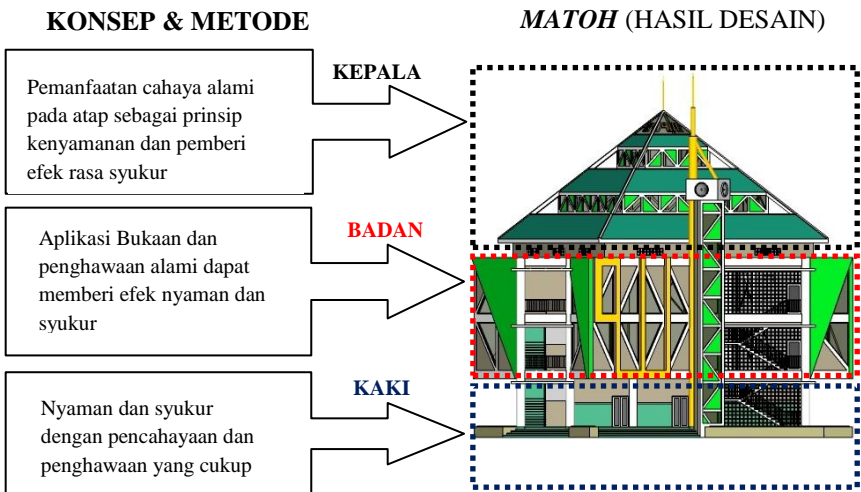 KONSEP & METODE
MATOH (HASIL DESAIN)
KEPALA
Pemanfaatan cahaya alami
pada atap sebagai prinsip
kenyamanan dan pemberi
efek rasa syukur
BADAN
Aplikasi Bukaan dan
penghawaan alami dapat
memberi efek nyaman dan
syukur
KAKI
Nyaman dan syukur
dengan pencahayaan dan
penghawaan yang cukup